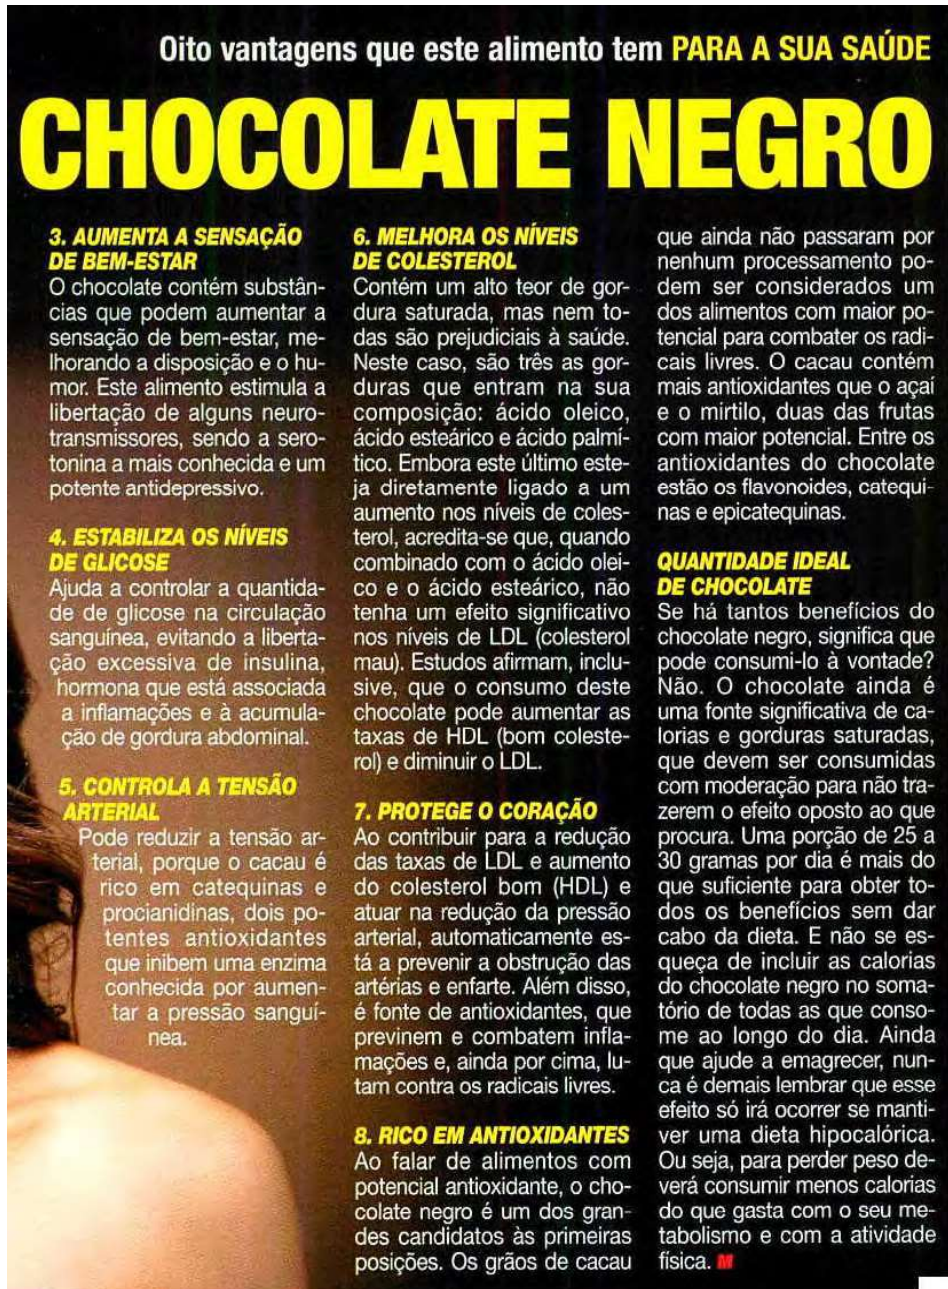 Oito vantagens que este alimento tem PARA A SUA SAÚDE
CHOCOLATE NEGRO
3. AUMENTA A SENSAÇÃO
DE BEM-ESTAR
O chocolate contém substân-
cias que podem aumentar a
sensação de bem-estar, me-
lhorando a disposição e o hu-
mor. Este alimento estimula a
libertação de alguns neuro-
transmissores, sendo a sero-
tonina a mais conhecida e um
potente antidepressivo.
4. ESTABILIZA OS NÍVEIS
DE GLICOSE
Ajuda a controlar a quantida-
de de glicose na circulação
sanguínea, evitando a liberta-
ção excessiva de insulina,
hormona que está associada
a inflamações e à acumula-
ção de gordura abdominal.
5. CONTROLA A TENSÃO
ARTERIAL
Pode reduzir a tensão ar-
terial, porque o cacau é
rico em catequinas e
procianidinas, dois po-
tentes antioxidantes
que inibem uma enzima
conhecida por aumen-
tar a pressão sanguí-
nea.
6. MELHORA OS NÍVEIS
DE COLESTEROL
Contém um alto teor de gor-
dura saturada, mas nem to-
das são prejudiciais à saúde.
Neste caso, são três as gor-
duras que entram na sua
composição: ácido oleico,
ácido esteárico e ácido palmí-
tico. Embora este último este-
ja diretamente ligado a um
aumento nos níveis de coles-
terol, acredita-se que, quando
combinado com o ácido olei-
co e o ácido esteárico, não
tenha um efeito significativo
nos níveis de LDL (colesterol
mau). Estudos afirmam, inclu-
sive, que o consumo deste
chocolate pode aumentar as
taxas de HDL (bom coleste-
rol) e diminuir o LDL.
7. PROTEGE O CORAÇÃO
Ao contribuir para a redução
das taxas de LDL e aumento
do colesterol bom (HDL) e
atuar na redução da pressão
arterial, automaticamente es-
tá a prevenir a obstrução das
artérias e enfarte. Além disso,
é fonte de antioxidantes, que
previnem e combatem infla-
mações e, ainda por cima, lu-
tam contra os radicais livres.
8. RICO EM ANTIOXIDANTES
Ao falar de alimentos com
potencial antioxidante, o cho-
colate negro é um dos gran-
des candidatos às primeiras
posições. Os grãos de cacau
que ainda não passaram por
nenhum processamento po-
dem ser considerados um
dos alimentos com maior po-
tencial para combater os radi-
cais livres. O cacau contém
mais antioxidantes que o açaí
e o mirtilo, duas das frutas
com maior potencial. Entre os
antioxidantes do chocolate
estão os flavonoides, catequi-
nas e epicatequinas.
QUANTIDADE IDEAL
DE CHOCOLATE
Se há tantos benefícios do
chocolate negro, significa que
pode consumi-lo à vontade?
Não. O chocolate ainda é
uma fonte significativa de ca-
lorias e gorduras saturadas,
que devem ser consumidas
com moderação para não tra-
zerem o efeito oposto ao que
procura. Uma porção de 25 a
30 gramas por dia é mais do
que suficiente para obter to-
dos os benefícios sem dar
cabo da dieta. E não se es-
queça de incluir as calorias
do chocolate negro no soma-
tório de todas as que conso-
me ao longo do dia. Ainda
que ajude a emagrecer, nun-
ca é demais lembrar que esse
efeito só irá ocorrer se manti-
ver uma dieta hipocalórica.
Ou seja, para perder peso de-
verá consumir menos calorias
do que gasta com o seu me-
tabolismo e com a atividade
física. M